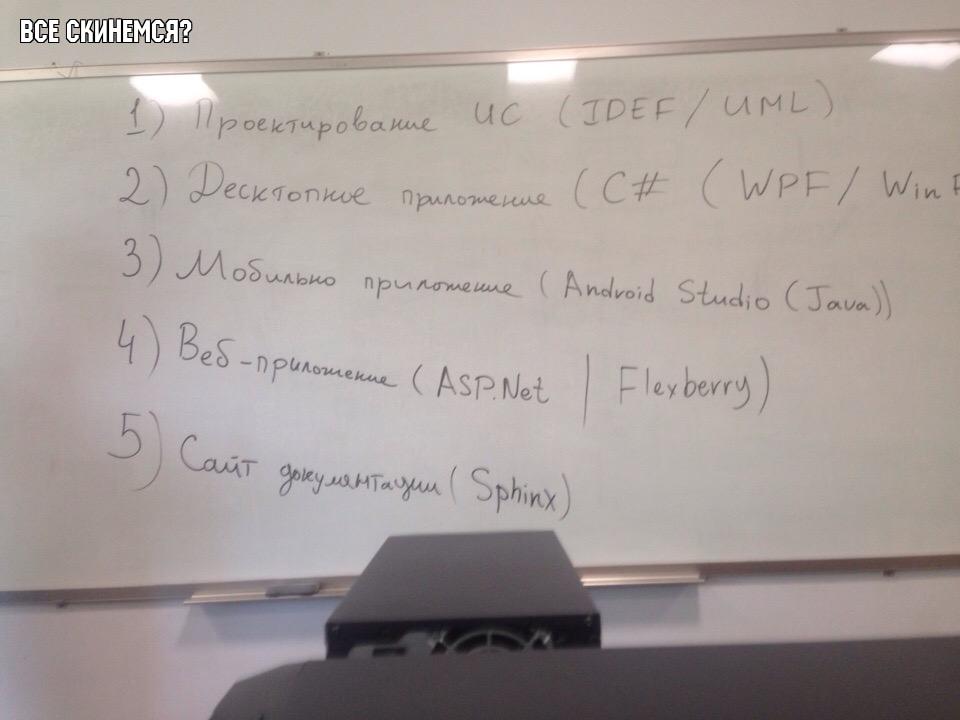 ВСЕ СКИНЕМСЯ?
1) Проектирование ИС (IDEF / UML)
2) Десктопное приложение (C# ( WPF / Win F
3) Мобильно приложение (Android Studio (Java))
4) Веб-приложение (ASP.Net | Flexberry)
5) Сайт документации (Sphinx)